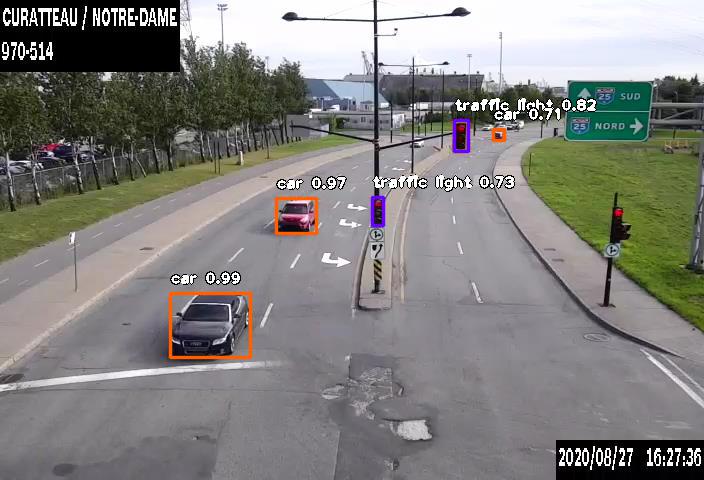 CURATTEAU / NOTRE-DAME
970-514
traffic light 0.82
car 0.71
25 SUD
25 NORD
car 0.97
traffic light 0.73
car 0.99
2020/08/27 16:27:36